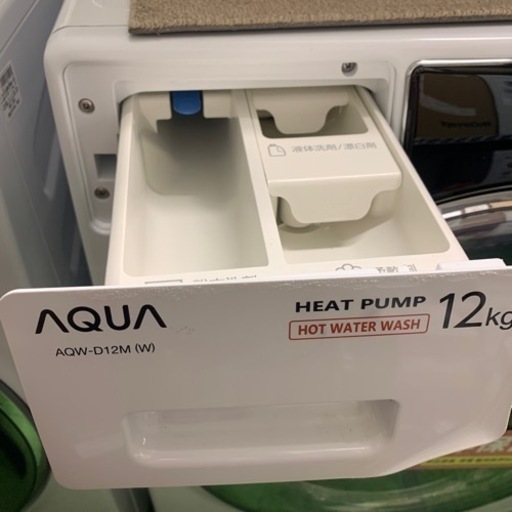 液体洗剤/漂白剤
AQUA
AQW-D12M (W)
HEAT PUMP
HOT WATER WASH
12kg